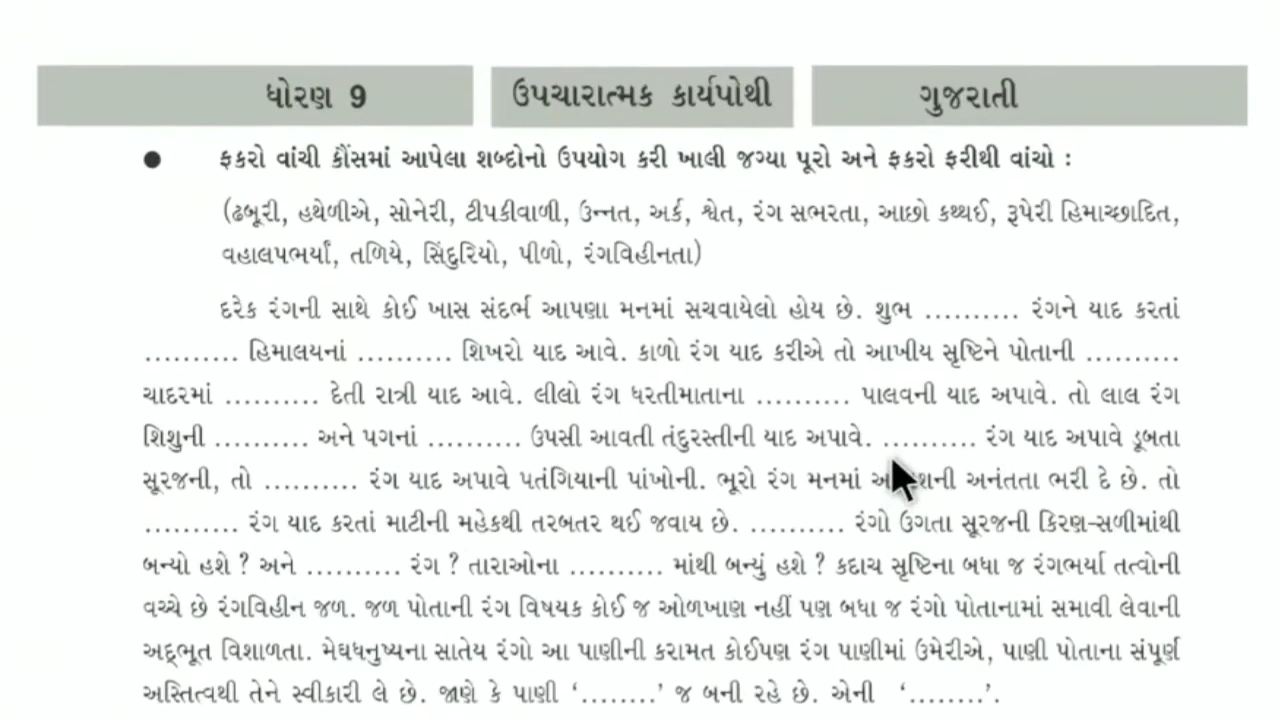 ધોરણ 9
ઉપચારાત્મક કાર્યપોથી
ગુજરાતી
● ફકરો વાંચી કૌંસમાં આપેલા શબ્દોનો ઉપયોગ કરી ખાલી જગ્યા પૂરો અને ફકરો ફરીથી વાંચો :
(ઢબૂરી, હથેળીએ, સોનેરી, ટીપકીવાળી, ઉન્નત, અર્ક, શ્વેત, રંગ સભરતા, આછો કથ્થઈ, રૂપેરી હિમાચ્છાદિત,
વહાલપભર્યાં, તળિયે, સિંદુરિયો, પીળો, રંગવિહીનતા)
દરેક રંગની સાથે કોઈ ખાસ સંદર્ભ આપણા મનમાં સચવાયેલો હોય છે. શુભ .......... રંગને યાદ કરતાં
.......... હિમાલયનાં .......... શિખરો યાદ આવે. કાળો રંગ યાદ કરીએ તો આખીય સૃષ્ટિને પોતાની ..........
ચાદરમાં .......... દેતી રાત્રી યાદ આવે. લીલો રંગ ધરતીમાતાના .......... પાલવની યાદ અપાવે. તો લાલ રંગ
શિશુની .......... અને પગનાં .......... ઉપસી આવતી તંદુરસ્તીની યાદ અપાવે. .......... રંગ યાદ અપાવે ડૂબતા
સૂરજની, તો .......... રંગ યાદ અપાવે પતંગિયાની પાંખોની. ભૂરો રંગ મનમાં અનંતતા ભરી દે છે. તો
.......... રંગ યાદ કરતાં માટીની મહેકથી તરબતર થઈ જવાય છે. .......... રંગો ઉગતા સૂરજની કિરણ-સળીમાંથી
બન્યો હશે ? અને .......... રંગ ? તારાઓના .......... માંથી બન્યું હશે ? કદાચ સૃષ્ટિના બધા જ રંગભર્યા તત્વોની
વચ્ચે છે રંગવિહીન જળ. જળ પોતાની રંગ વિષયક કોઈ જ ઓળખાણ નહીં પણ બધા જ રંગો પોતાનામાં સમાવી લેવાની
અદ્ભૂત વિશાળતા. મેઘધનુષ્યના સાતેય રંગો આ પાણીની કરામત કોઈપણ રંગ પાણીમાં ઉમેરીએ, પાણી પોતાના સંપૂર્ણ
અસ્તિત્વથી તેને સ્વીકારી લે છે. જાણે કે પાણી ‘........’ જ બની રહે છે. એની ‘........’.